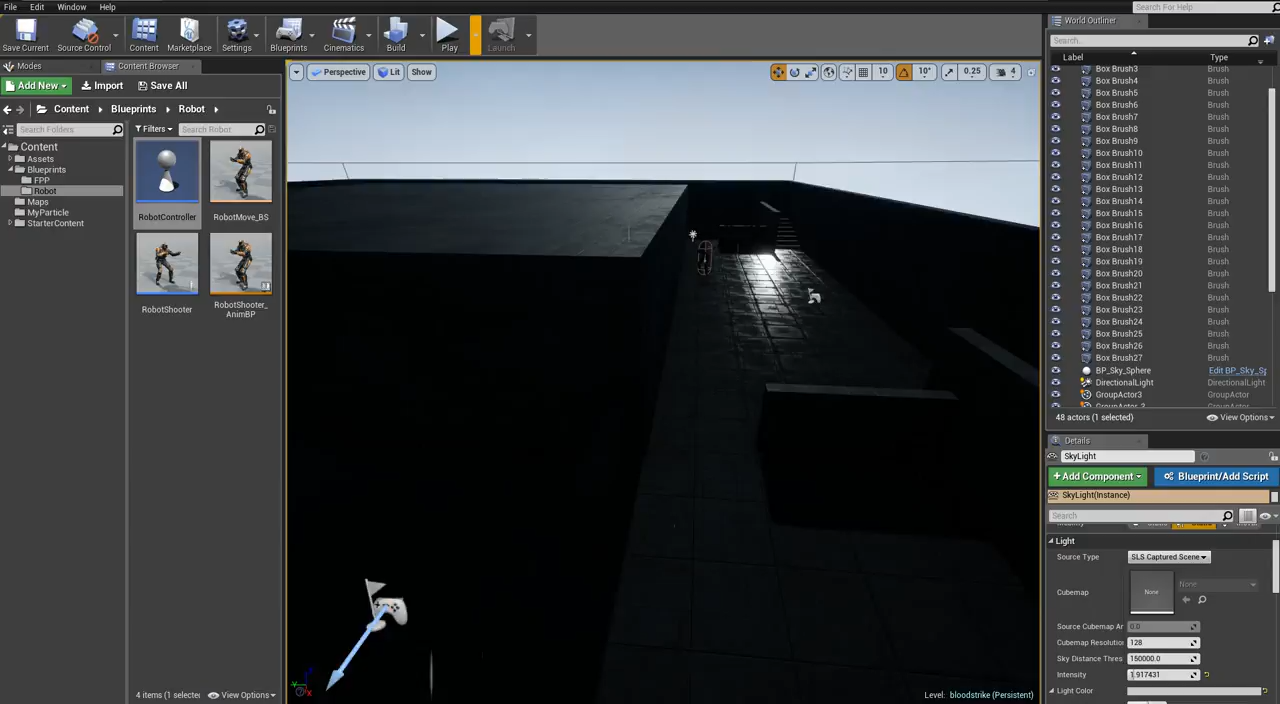 File Edit Window Help
Search For Help
Save Current Source Control Content Marketplace Settings Blueprints Cinematics Build Play Launch
World Outliner
Modes Content Browser
Search...
Label Type
Add New Import Save All
Perspective Lit Show
10 10° 0.25 4
Content Blueprints Robot
Search Folders
Filters Search Robot
Content
Assets
Blueprints
FPP
Robot
Maps
MyParticle
StarterContent
RobotController
RobotMove_BS
RobotShooter
RobotShooter_
AnimBP
4 items (1 selectec
View Options
Level: bloodstrike (Persistent)
Box Brush3 Brush
Box Brush4 Brush
Box Brush5 Brush
Box Brush6 Brush
Box Brush7 Brush
Box Brush8 Brush
Box Brush9 Brush
Box Brush10 Brush
Box Brush11 Brush
Box Brush12 Brush
Box Brush13 Brush
Box Brush14 Brush
Box Brush15 Brush
Box Brush16 Brush
Box Brush17 Brush
Box Brush18 Brush
Box Brush19 Brush
Box Brush20 Brush
Box Brush21 Brush
Box Brush22 Brush
Box Brush23 Brush
Box Brush24 Brush
Box Brush25 Brush
Box Brush26 Brush
Box Brush27 Brush
BP_Sky_Sphere Edit BP_Sky_Sp
DirectionalLight DirectionalLight
GroupActor3 GroupActor
48 actors (1 selected)
View Options
Details
SkyLight
+Add Component Blueprint/Add Script
SkyLight(Instance)
Search
Light
Source Type SLS Captured Scene
Cubemap None None
Source Cubemap Ar 0.0
Cubemap Resolutio 128
Sky Distance Thres 150000.0
Intensity 1.917431
Light Color